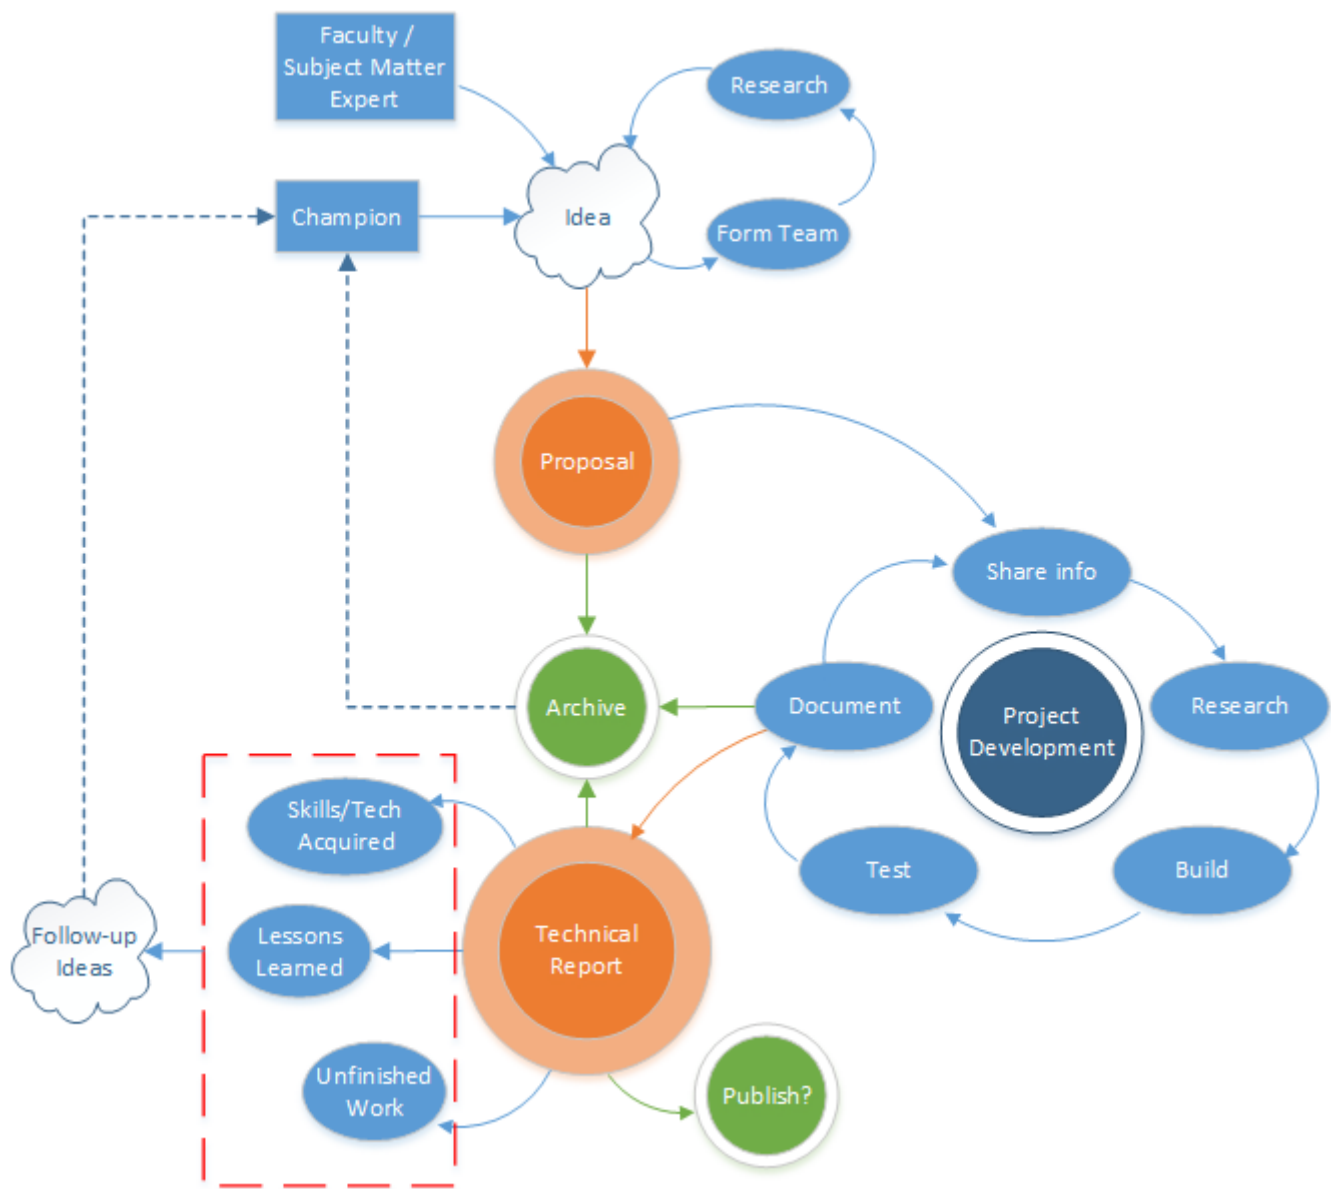 Faculty /
Subject Matter
Expert
Research
Champion
Idea
Form Team
Proposal
Share info
Archive
Document
Project
Development
Research
Skills/Tech
Acquired
Test
Build
Follow-up
Ideas
Lessons
Learned
Technical
Report
Unfinished
Work
Publish?